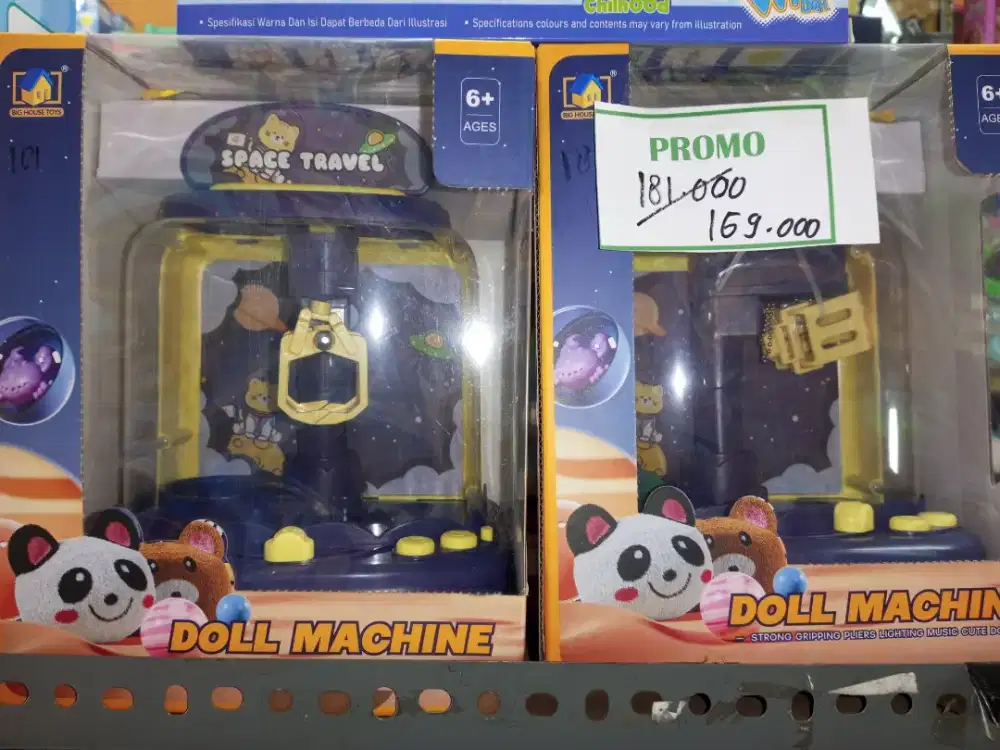 Chilhood
• Spesifikasi Warna Dan Isi Dapat Berbeda Dari Illustrasi
• Specifications colours and contents may vary from illustration
BIG HOUSE TOYS
6+
AGES
SPACE TRAVEL
DOLL MACHINE
BIG HOUSE
6+
PROMO
181.000
169.000
DOLL MACHIN
STRONG GRIPPING PLIERS LIGHTING MUSIC CUTE